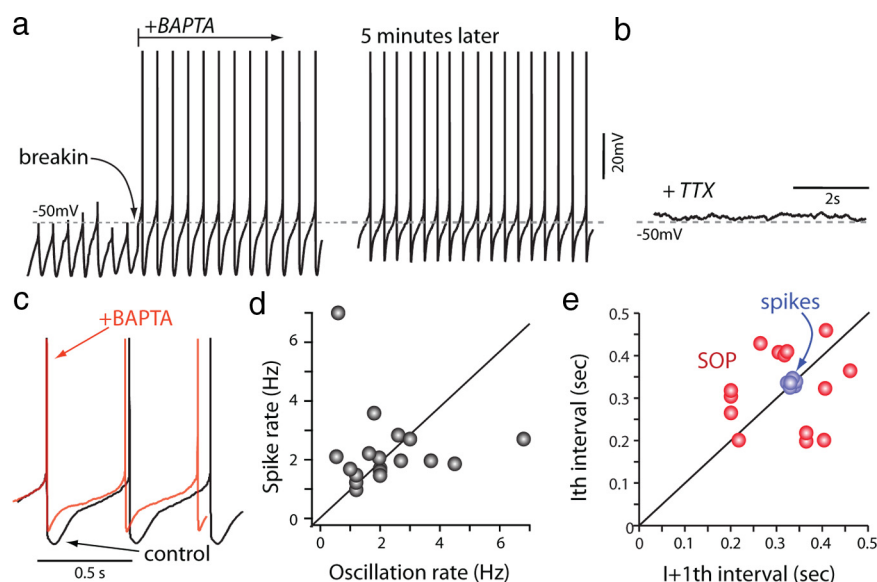 a
+BAPTA
5 minutes later
breakin
-50mV
20mV
b
+ TTX
2s
-50mV
c
+BAPTA
control
0.5 s
d
Spike rate (Hz)
6
4
2
0
0 2 4 6
Oscillation rate (Hz)
e
spikes
SOP
Ith interval (sec)
0.5
0.4
0.3
0.2
0.1
0
0 0.1 0.2 0.3 0.4 0.5
I+1th interval (sec)